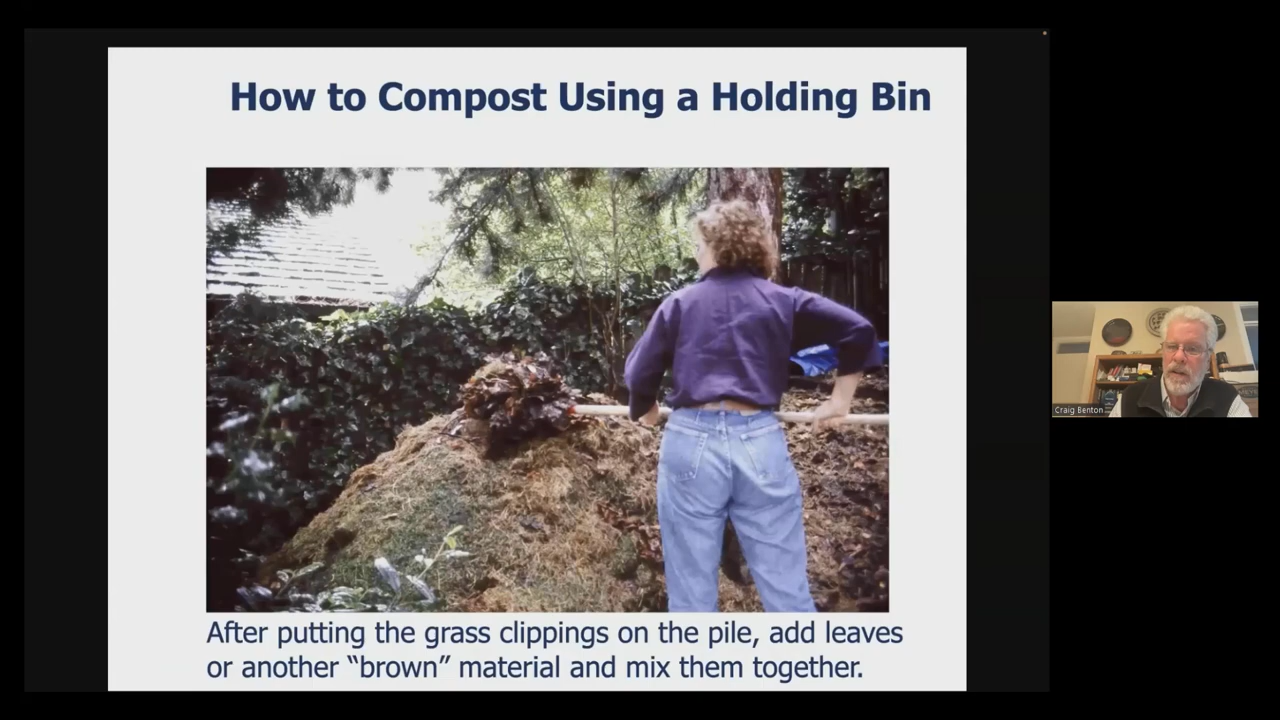 How to Compost Using a Holding Bin
After putting the grass clippings on the pile, add leaves
or another “brown” material and mix them together.
Craig Benton